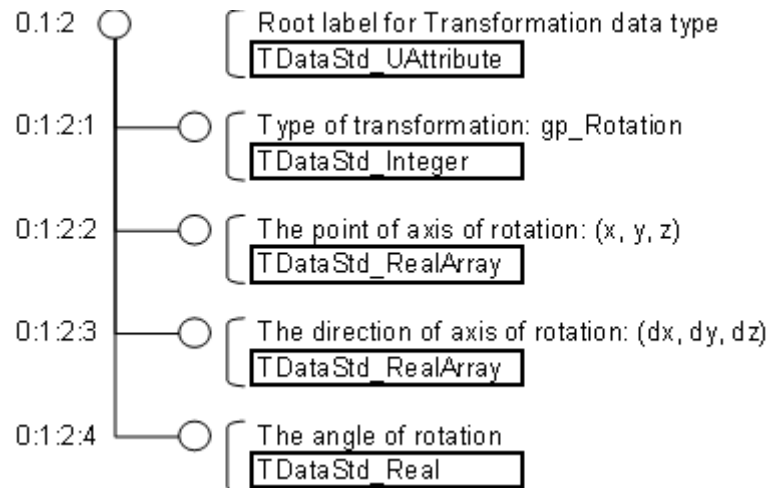 0.1:2 Root label for Transformation data type
TDataStd_UAttribute
0:1:2:1 Type of transformation: gp_Rotation
TDataStd_Integer
0:1:2:2 The point of axis of rotation: (x, y, z)
TDataStd_RealArray
0:1:2:3 The direction of axis of rotation: (dx, dy, dz)
TDataStd_RealArray
0:1:2:4 The angle of rotation
TDataStd_Real